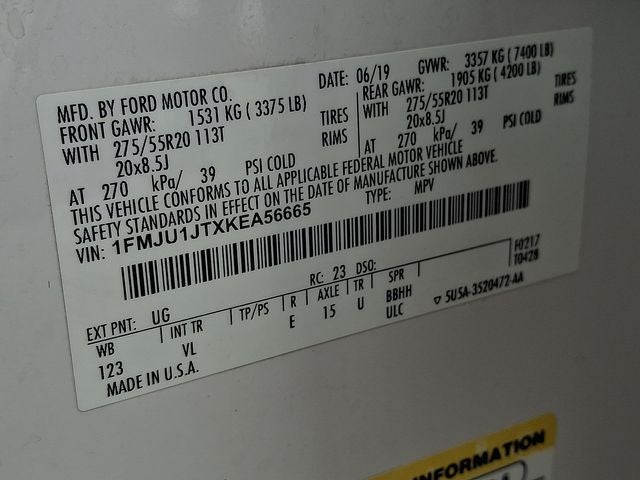 MFD. BY FORD MOTOR CO. DATE: 06/19 GVWR: 3357 KG ( 7400 LB)
FRONT GAWR: 1531 KG ( 3375 LB) REAR GAWR: 1905 KG ( 4200 LB)
WITH 275/55R20 113T TIRES WITH 275/55R20 113T TIRES
20x8.5J RIMS 20x8.5J RIMS
AT 270 kPa/ 39 PSI COLD AT 270 kPa/ 39 PSI COLD
THIS VEHICLE CONFORMS TO ALL APPLICABLE FEDERAL MOTOR VEHICLE
SAFETY STANDARDS IN EFFECT ON THE DATE OF MANUFACTURE SHOWN ABOVE.
VIN: 1FMJU1JTXKEA56665 TYPE: MPV
F0217
T0428
EXT PNT: UG RC: 23 DSO:
WB INT TR TP/PS R AXLE TR SPR
123 VL E 15 U BBHH
ULC ▽ 5USA-3520472-AA
MADE IN U.S.A.
INFORMATION